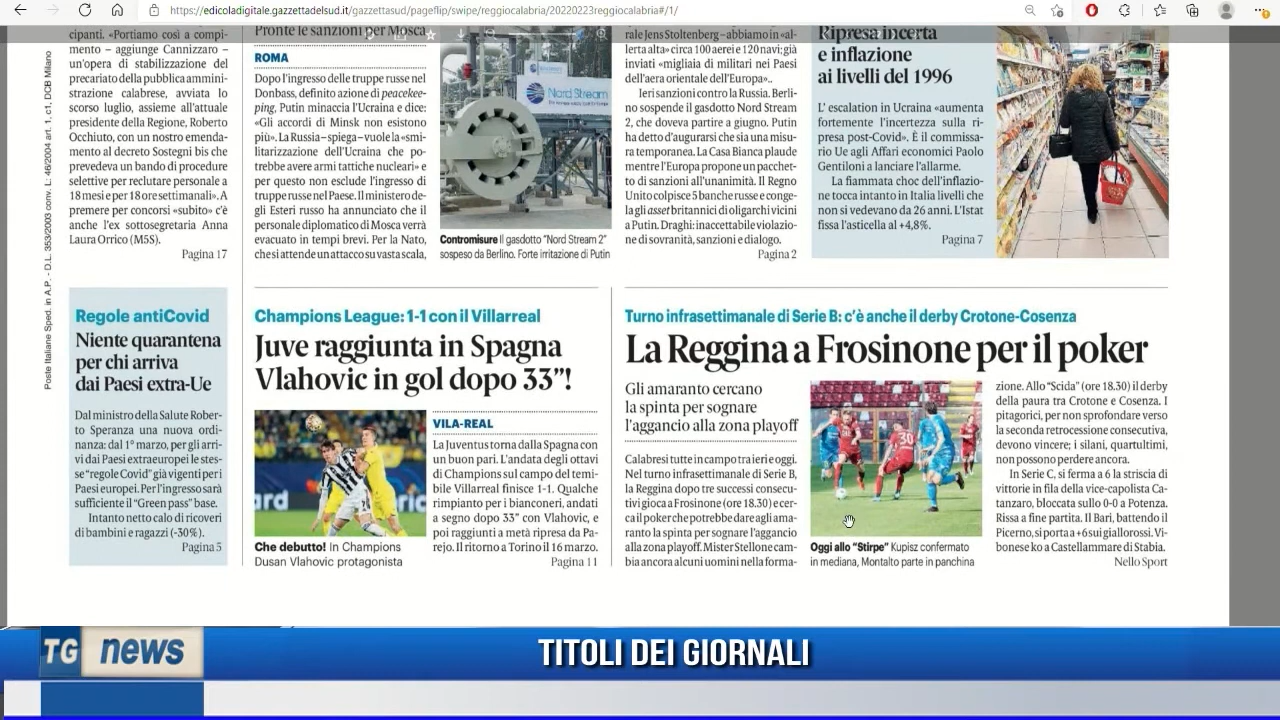 https://edicoladigitale.gazzettadelsud.it/gazzettasud/pageflip/swipe/reggiocalabria/20220223reggiocalabria#/1/
Poste Italiane Sped. in A.P. - D.L. 353/2003 conv. L: 46/2004 art. 1, c1, DCB Milano
cipanti. «Portiamo così a compi-
mento – aggiunge Cannizzaro –
un'opera di stabilizzazione del
precariato della pubblica ammini-
strazione calabrese, avviata lo
scorso luglio, assieme all'attuale
presidente della Regione, Roberto
Occhiuto, con un nostro emenda-
mento al decreto Sostegni bis che
prevedeva un bando di procedure
selettive per reclutare personale a
18 mesi e per 18 ore settimanali». A
premere per concorsi «subito» c'è
anche l'ex sottosegretaria Anna
Laura Orrico (M5S).
Pagina 17
Pronte le sanzioni per Mosca
ROMA
Dopo l'ingresso delle truppe russe nel
Donbass, definito azione di peacekee-
ping, Putin minaccia l'Ucraina e dice:
«Gli accordi di Minsk non esistono
più». La Russia – spiega – vuole la «smi-
litarizzazione dell'Ucraina che po-
trebbe avere armi tattiche nucleari» e
per questo non esclude l'ingresso di
truppe russe nel Paese. Il ministero de-
gli Esteri russo ha annunciato che il
personale diplomatico di Mosca verrà
evacuato in tempi brevi. Per la Nato,
che si attende un attacco su vasta scala,
Nord Stream
Contromisure Il gasdotto "Nord Stream 2"
sospeso da Berlino. Forte irritazione di Putin
rale Jens Stoltenberg – abbiamo in «al-
lerta alta» circa 100 aerei e 120 navi; già
inviati «migliaia di militari nei Paesi
dell'aera orientale dell'Europa»..
Ieri sanzioni contro la Russia. Berli-
no sospende il gasdotto Nord Stream
2, che doveva partire a giugno. Putin
ha detto d'augurarsi che sia una misu-
ra temporanea. La Casa Bianca plaude
mentre l'Europa propone un pacchet-
to di sanzioni all'unanimità. Il Regno
Unito colpisce 5 banche russe e conge-
la gli asset britannici di oligarchi vicini
a Putin. Draghi: inaccettabile violazio-
ne di sovranità, sanzioni e dialogo.
Pagina 2
Ripresa incerta
e inflazione
ai livelli del 1996
L' escalation in Ucraina «aumenta
fortemente l'incertezza sulla ri-
presa post-Covid». È il commissa-
rio Ue agli Affari economici Paolo
Gentiloni a lanciare l'allarme.
La fiammata choc dell'inflazio-
ne tocca intanto in Italia livelli che
non si vedevano da 26 anni. L'Istat
fissa l'asticella al +4,8%.
Pagina 7
Regole antiCovid
Niente quarantena
per chi arriva
dai Paesi extra-Ue
Dal ministro della Salute Rober-
to Speranza una nuova ordi-
nanza: dal 1° marzo, per gli arri-
vi dai Paesi extraeuropei le stes-
se "regole Covid" già vigenti per i
Paesi europei. Per l'ingresso sarà
sufficiente il "Green pass" base.
Intanto netto calo di ricoveri
di bambini e ragazzi (-30%).
Pagina 5
Champions League: 1-1 con il Villarreal
Juve raggiunta in Spagna
Vlahovic in gol dopo 33"!
Che debutto! In Champions
Dusan Vlahovic protagonista
VILA-REAL
La Juventus torna dalla Spagna con
un buon pari. L'andata degli ottavi
di Champions sul campo del temi-
bile Villarreal finisce 1-1. Qualche
rimpianto per i bianconeri, andati
a segno dopo 33" con Vlahovic, e
poi raggiunti a metà ripresa da Pa-
rejo. Il ritorno a Torino il 16 marzo.
Pagina 11
Turno infrasettimanale di Serie B: c'è anche il derby Crotone-Cosenza
La Reggina a Frosinone per il poker
Gli amaranto cercano
la spinta per sognare
l'aggancio alla zona playoff
Calabresi tutte in campo tra ieri e oggi.
Nel turno infrasettimanale di Serie B,
la Reggina dopo tre successi consecu-
tivi gioca a Frosinone (ore 18.30) e cer-
ca il poker che potrebbe dare agli ama-
ranto la spinta per sognare l'aggancio
alla zona playoff. Mister Stellone cam-
bia ancora alcuni uomini nella forma-
30
Oggi allo "Stirpe" Kupisz confermato
in mediana, Montalto parte in panchina
zione. Allo "Scida" (ore 18.30) il derby
della paura tra Crotone e Cosenza. I
pitagorici, per non sprofondare verso
la seconda retrocessione consecutiva,
devono vincere; i silani, quartultimi,
non possono perdere ancora.
In Serie C, si ferma a 6 la striscia di
vittorie in fila della vice-capolista Ca-
tanzaro, bloccata sullo 0-0 a Potenza.
Rissa a fine partita. Il Bari, battendo il
Picerno, si porta a +6 sui giallorossi. Vi-
bonese ko a Castellammare di Stabia.
Nello Sport
TG news
TITOLI DEI GIORNALI